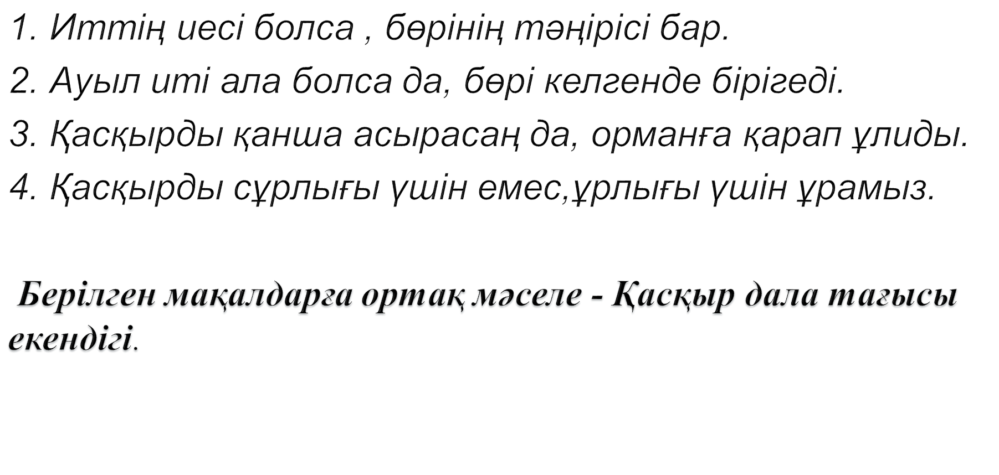 1. Иттің иесі болса , бөрінің тәңірісі бар.
2. Ауыл иті ала болса да, бөрі келгенде бірігеді.
3. Қасқырды қанша асырасаң да, орманға қарап ұлиды.
4. Қасқырды сұрлығы үшін емес,ұрлығы үшін ұрамыз.
Берілген мақалдарға ортақ мәселе - Қасқыр дала тағысы
екендігі.